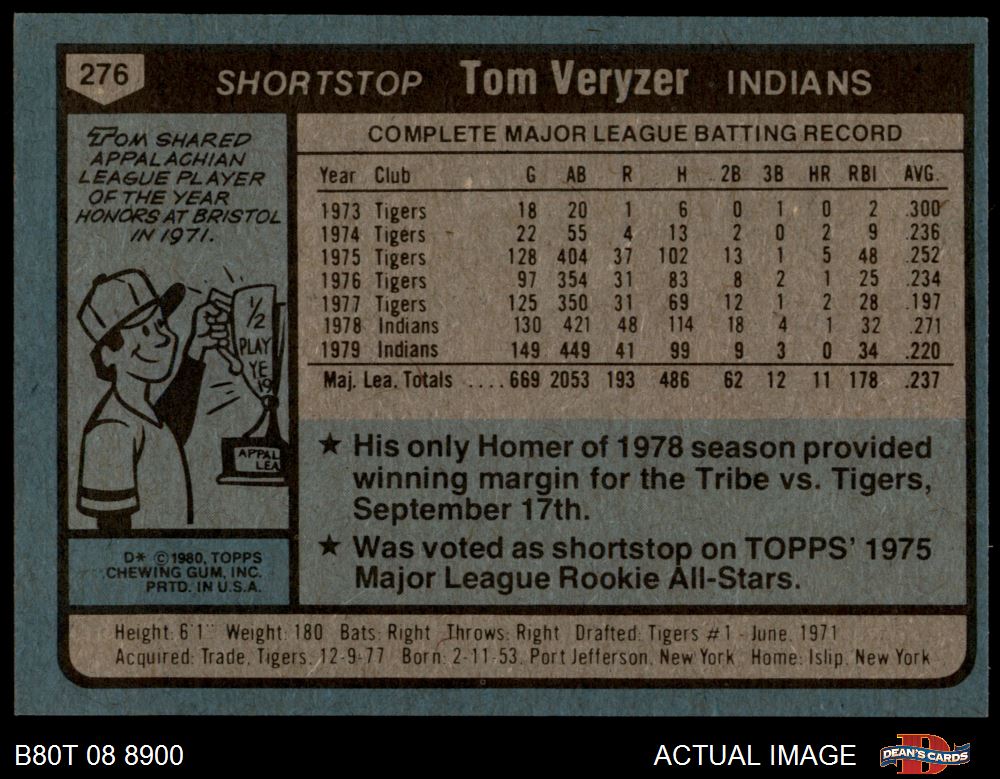 276 SHORTSTOP Tom Veryzer INDIANS
TOM SHARED
APPALACHIAN
LEAGUE PLAYER
OF THE YEAR
HONORS AT BRISTOL
IN 1971.
1/2
PLAY
YE
19
APPAL
LEA
D* ©1980, TOPPS
CHEWING GUM, INC.
PRTD. IN U.S.A.
COMPLETE MAJOR LEAGUE BATTING RECORD
Year Club G AB R H 2B 3B HR RBI AVG.
1973 Tigers 18 20 1 6 0 1 0 2 .300
1974 Tigers 22 55 4 13 2 0 2 9 .236
1975 Tigers 128 404 37 102 13 1 5 48 .252
1976 Tigers 97 354 31 83 8 2 1 25 .234
1977 Tigers 125 350 31 69 12 1 2 28 .197
1978 Indians 130 421 48 114 18 4 1 32 .271
1979 Indians 149 449 41 99 9 3 0 34 .220
Maj. Lea. Totals .... 669 2053 193 486 62 12 11 178 .237
★ His only Homer of 1978 season provided
winning margin for the Tribe vs. Tigers,
September 17th.
★ Was voted as shortstop on TOPPS' 1975
Major League Rookie All-Stars.
Height: 6'1" Weight: 180 Bats: Right Throws: Right Drafted: Tigers #1 - June, 1971
Acquired: Trade, Tigers, 12-9-77 Born: 2-11-53, Port Jefferson, New York Home: Islip, New York
B80T 08 8900
ACTUAL IMAGE
DEAN'S CARDS